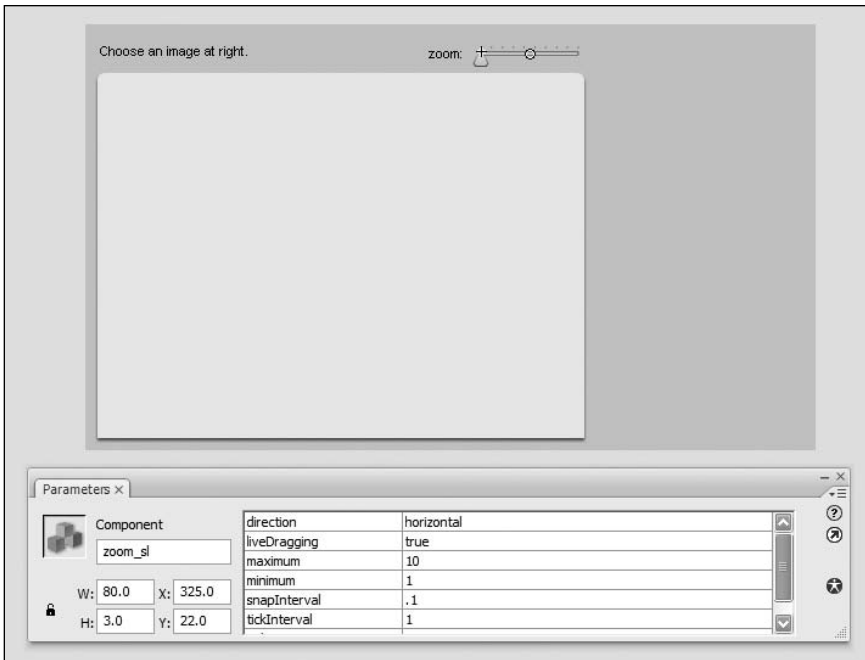 Choose an image at right.
zoom:
Parameters
Component
zoom_sl
W: 80.0 X: 325.0
H: 3.0 Y: 22.0
direction horizontal
liveDragging true
maximum 10
minimum 1
snapInterval .1
tickInterval 1